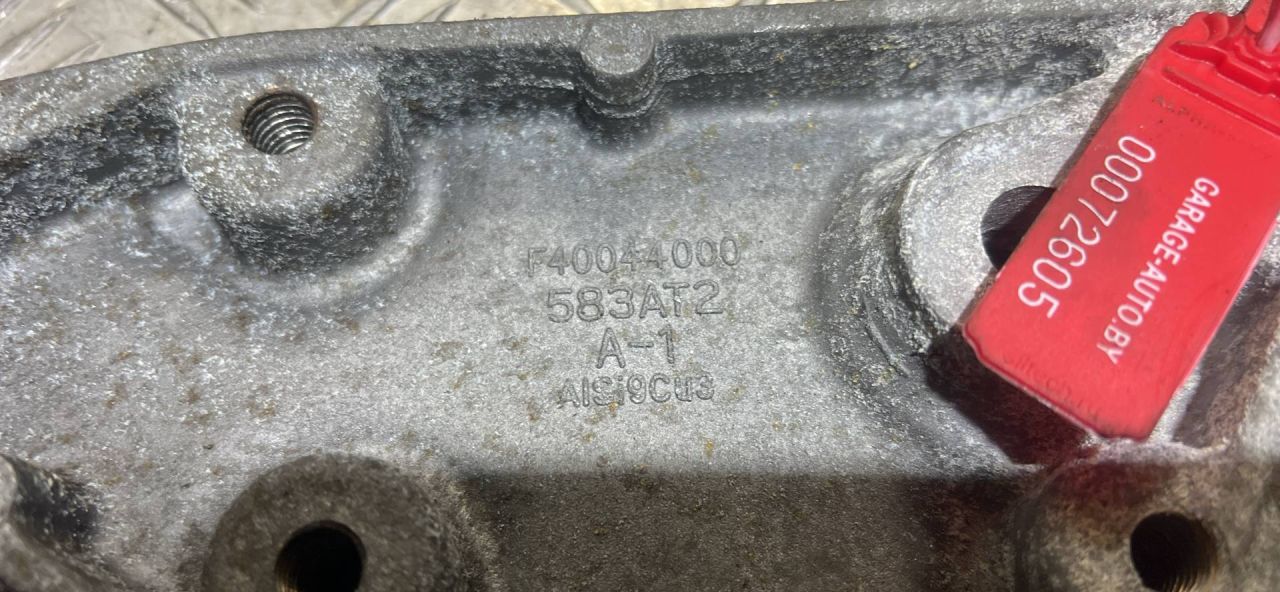 F40044000
583AT2
A-1
AlSi9Cu3
00072605
GARAGE-AUTO.BY